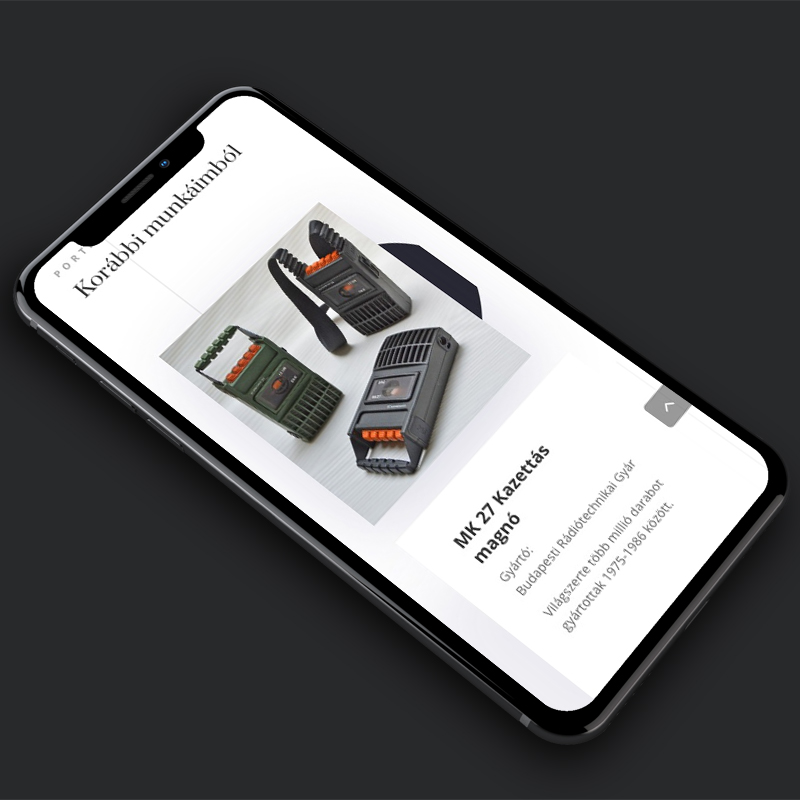 PORT
Korábbi munkáimból
MK 27 Kazettás
magnó
Gyártó:
Budapesti Rádiótechnikai Gyár
Világszerte több millió darabot
gyártottak 1975-1986 között.